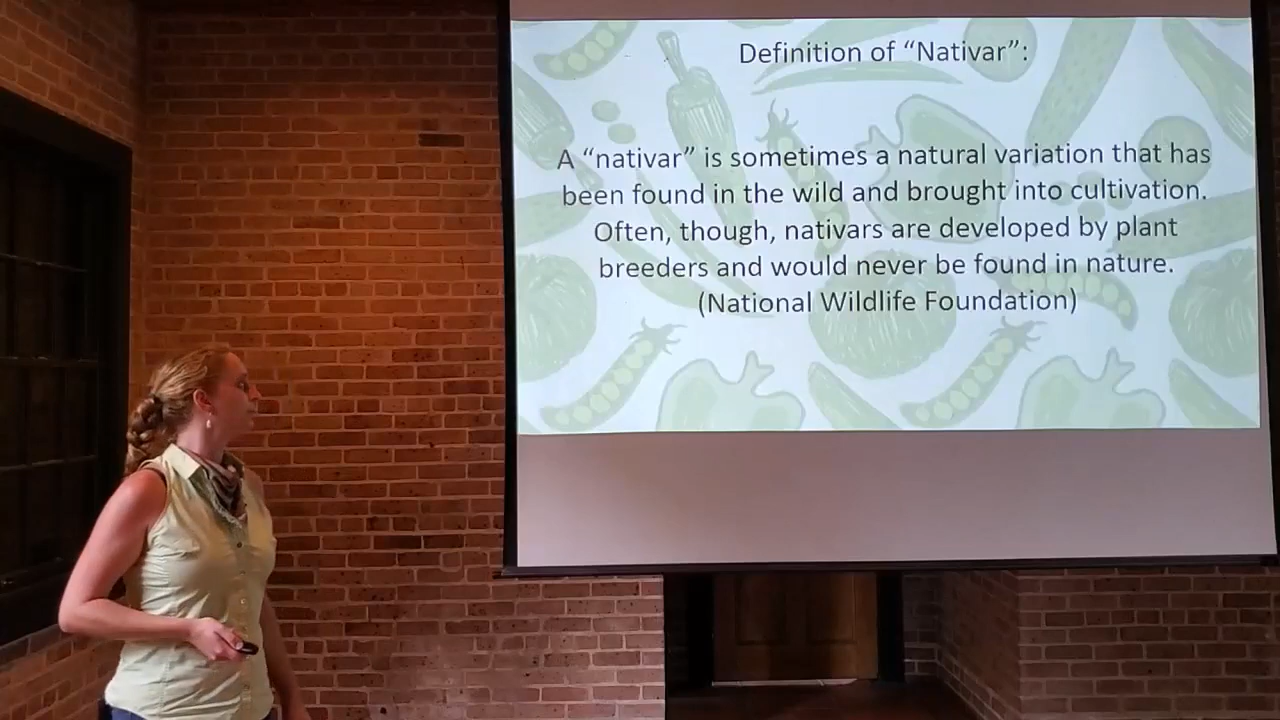 Definition of “Nativar”:
A “nativar” is sometimes a natural variation that has
been found in the wild and brought into cultivation.
Often, though, nativars are developed by plant
breeders and would never be found in nature.
(National Wildlife Foundation)